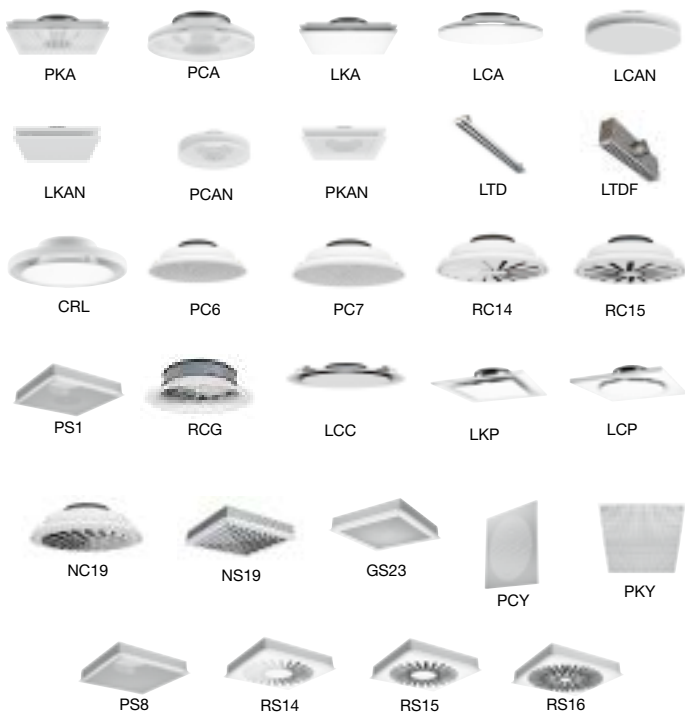 PKA PCA LKA LCA LCAN
LKAN PCAN PKAN LTD LTDF
CRL PC6 PC7 RC14 RC15
PS1 RCG LCC LKP LCP
NC19 NS19 GS23 PCY PKY
PS8 RS14 RS15 RS16